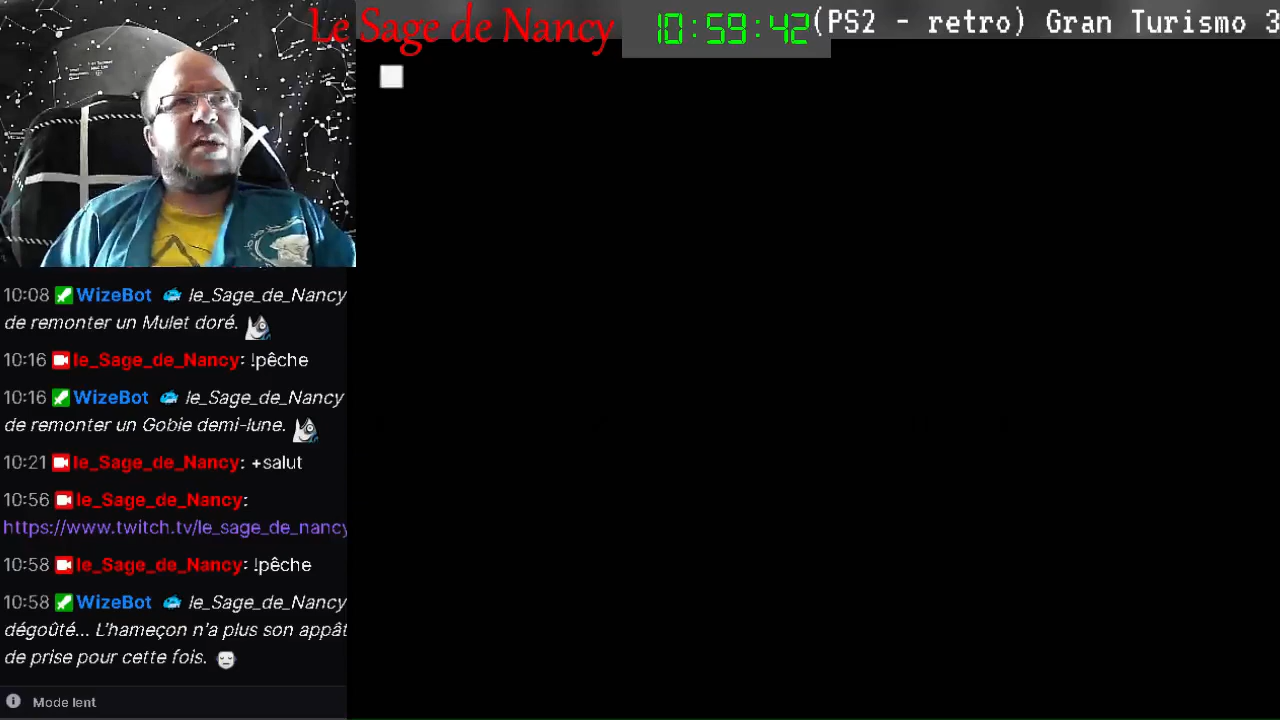 Le Sage de Nancy
10:59:42
(PS2 - retro) Gran Turismo 3
10:08 WizeBot le_Sage_de_Nancy
de remonter un Mulet doré.
10:16 le_Sage_de_Nancy: !pêche
10:16 WizeBot le_Sage_de_Nancy
de remonter un Gobie demi-lune.
10:21 le_Sage_de_Nancy: +salut
10:56 le_Sage_de_Nancy:
https://www.twitch.tv/le_sage_de_nancy
10:58 le_Sage_de_Nancy: !pêche
10:58 WizeBot le_Sage_de_Nancy
dégoûté... L'hameçon n'a plus son appât
de prise pour cette fois.
Mode lent